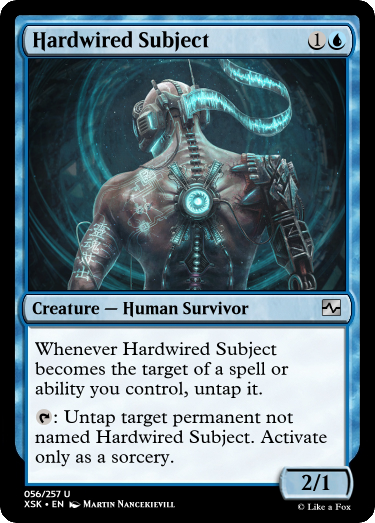 Hardwired Subject 1
Creature — Human Survivor
Whenever Hardwired Subject
becomes the target of a spell or
ability you control, untap it.
: Untap target permanent not
named Hardwired Subject. Activate
only as a sorcery.
2/1
056/257 U
XSK • EN Martin Nancekievill
© Like a Fox